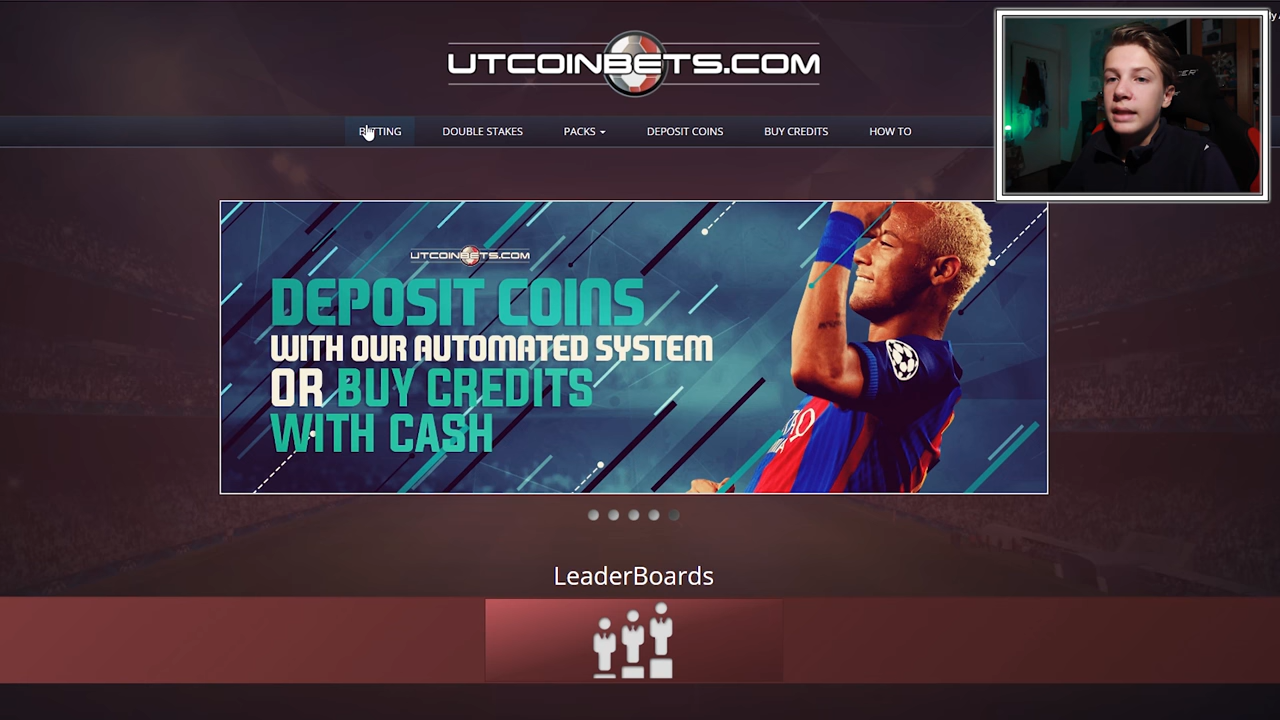 UTCOINBETS.COM
BETTING
DOUBLE STAKES
PACKS
DEPOSIT COINS
BUY CREDITS
HOW TO
UTCOINBETS.COM
DEPOSIT COINS
WITH OUR AUTOMATED SYSTEM
OR BUY CREDITS
WITH CASH
LeaderBoards